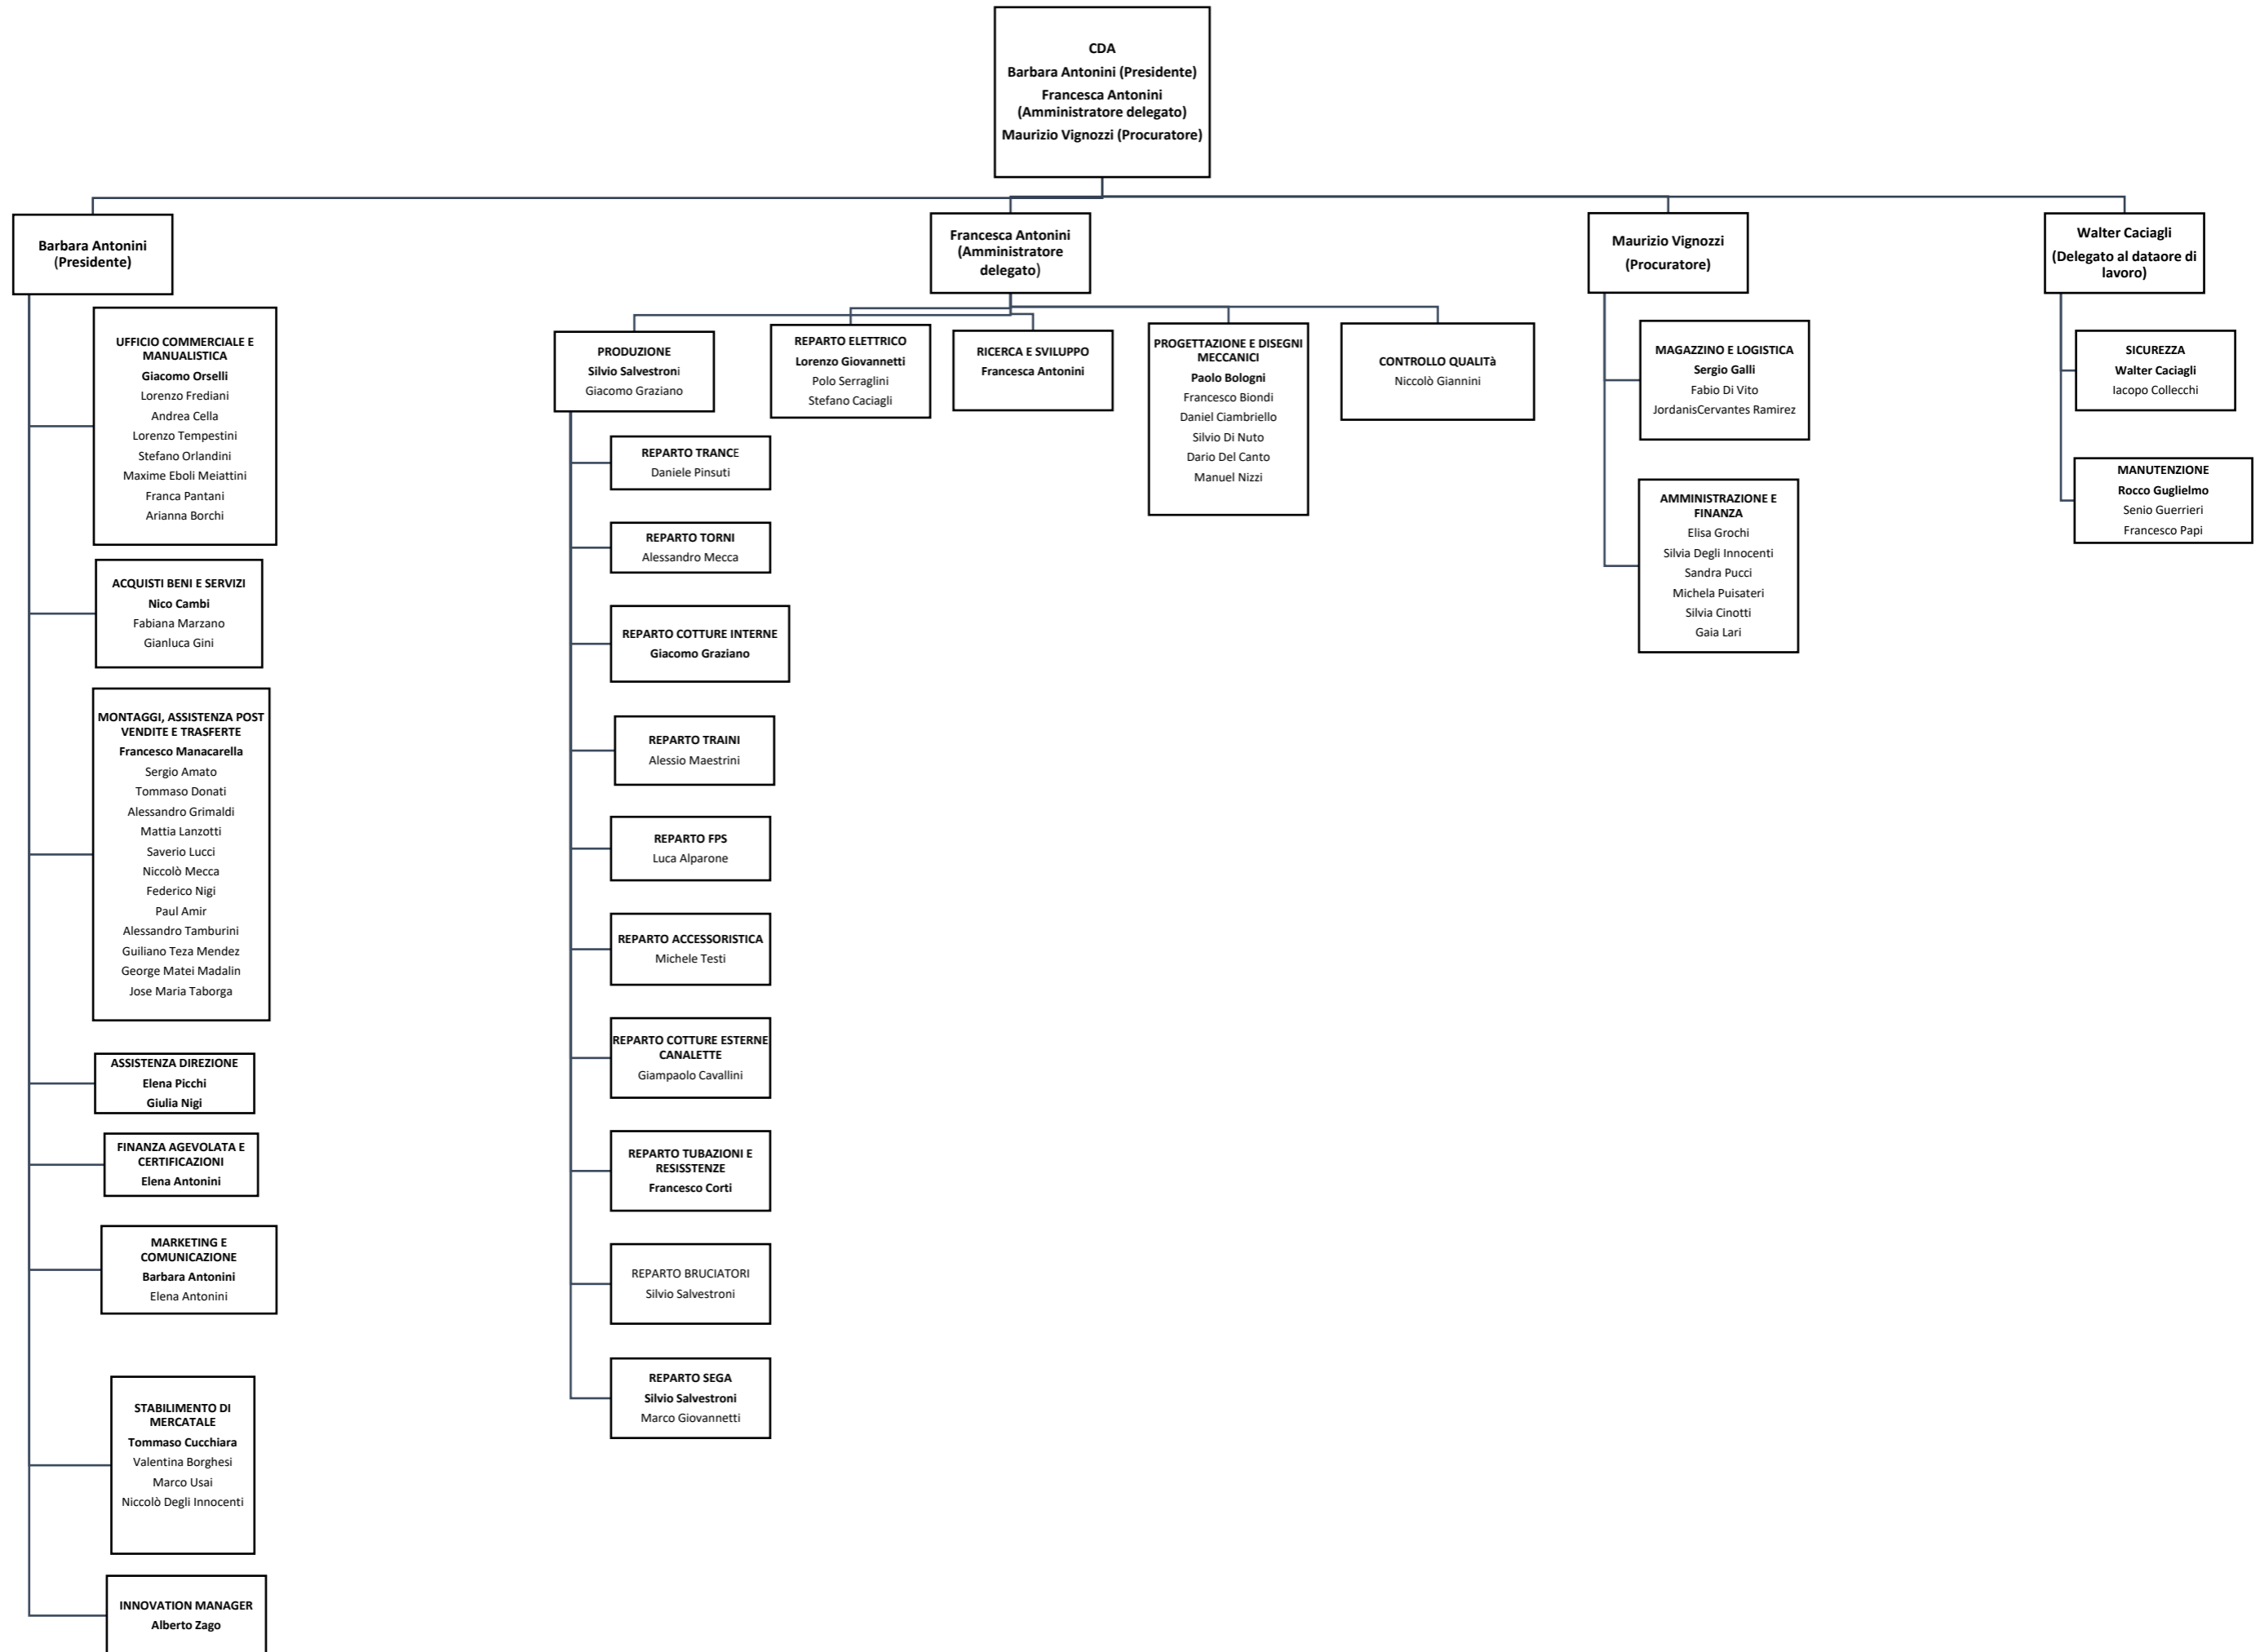 CDA
Barbara Antonini (Presidente)
Francesca Antonini
(Amministratore delegato)
Maurizio Vignozzi (Procuratore)
Barbara Antonini
(Presidente)
UFFICIO COMMERCIALE E
MANUALISTICA
Giacomo Orselli
Lorenzo Frediani
Andrea Cella
Lorenzo Tempestini
Stefano Orlandini
Maxime Eboli Meiattini
Franca Pantani
Arianna Borchi
ACQUISTI BENI E SERVIZI
Nico Cambi
Fabiana Marzano
Gianluca Gini
MONTAGGI, ASSISTENZA POST
VENDITE E TRASFERTE
Francesco Manacarella
Sergio Amato
Tommaso Donati
Alessandro Grimaldi
Mattia Lanzotti
Saverio Lucci
Niccolò Mecca
Federico Nigi
Paul Amir
Alessandro Tamburini
Guiliano Teza Mendez
George Matei Madalin
Jose Maria Taborga
ASSISTENZA DIREZIONE
Elena Picchi
Giulia Nigi
FINANZA AGEVOLATA E
CERTIFICAZIONI
Elena Antonini
MARKETING E
COMUNICAZIONE
Barbara Antonini
Elena Antonini
STABILIMENTO DI
MERCATALE
Tommaso Cucchiara
Valentina Borghesi
Marco Usai
Niccolò Degli Innocenti
INNOVATION MANAGER
Alberto Zago
Francesca Antonini
(Amministratore
delegato)
PRODUZIONE
Silvio Salvestroni
Giacomo Graziano
REPARTO TRANCE
Daniele Pinsuti
REPARTO TORNI
Alessandro Mecca
REPARTO COTTURE INTERNE
Giacomo Graziano
REPARTO TRAINI
Alessio Maestrini
REPARTO FPS
Luca Alparone
REPARTO ACCESSORISTICA
Michele Testi
REPARTO COTTURE ESTERNE
CANALETTE
Giampaolo Cavallini
REPARTO TUBAZIONI E
RESISSTENZE
Francesco Corti
REPARTO BRUCIATORI
Silvio Salvestroni
REPARTO SEGA
Silvio Salvestroni
Marco Giovannetti
REPARTO ELETTRICO
Lorenzo Giovannetti
Polo Serraglini
Stefano Caciagli
RICERCA E SVILUPPO
Francesca Antonini
PROGETTAZIONE E DISEGNI
MECCANICI
Paolo Bologni
Francesco Biondi
Daniel Ciambriello
Silvio Di Nuto
Dario Del Canto
Manuel Nizzi
CONTROLLO QUALITà
Niccolò Giannini
Maurizio Vignozzi
(Procuratore)
MAGAZZINO E LOGISTICA
Sergio Galli
Fabio Di Vito
JordanisCervantes Ramirez
AMMINISTRAZIONE E
FINANZA
Elisa Grochi
Silvia Degli Innocenti
Sandra Pucci
Michela Puisateri
Silvia Cinotti
Gaia Lari
Walter Caciagli
(Delegato al dataore di
lavoro)
SICUREZZA
Walter Caciagli
Iacopo Collecchi
MANUTENZIONE
Rocco Guglielmo
Senio Guerrieri
Francesco Papi